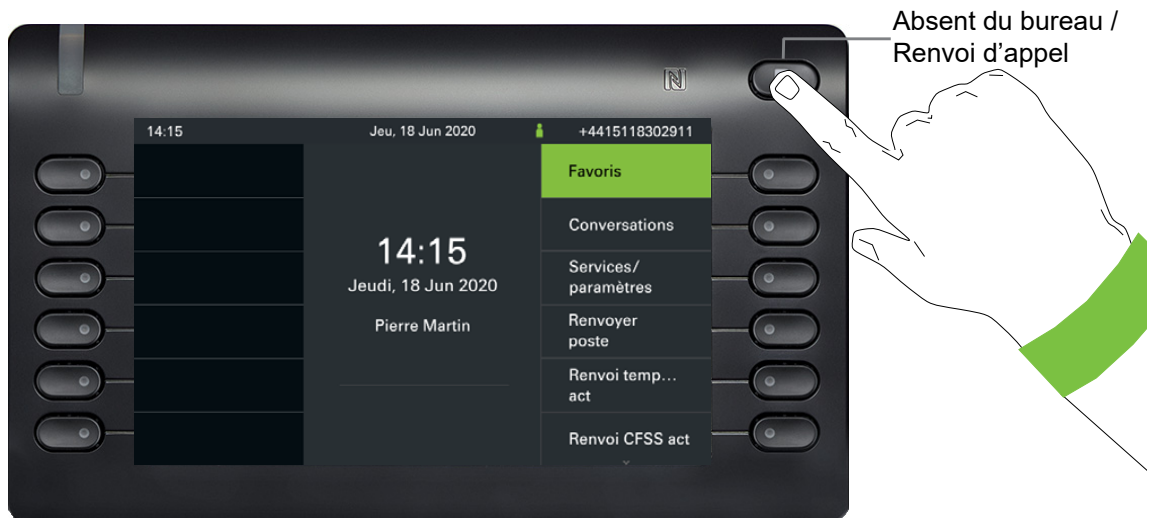 Absent du bureau /
Renvoi d'appel
14:15
Jeu, 18 Jun 2020
+4415118302911
Favoris
Conversations
14:15
Jeudi, 18 Jun 2020
Pierre Martin
Services/
paramètres
Renvoyer
poste
Renvoi temp...
act
Renvoi CFSS act